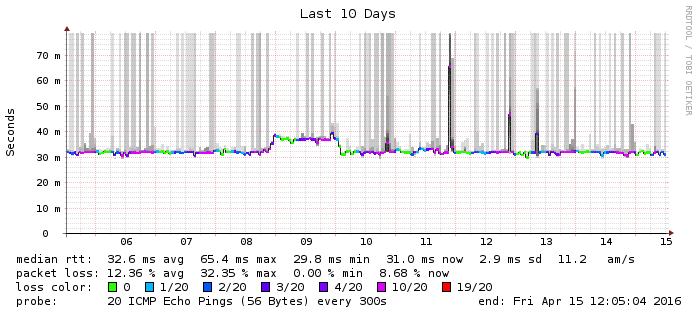 Last 10 Days
RRDTOOL / TOBI OETIKER
Seconds
70 m
60 m
50 m
40 m
30 m
20 m
10 m
0
06 07 08 09 10 11 12 13 14 15
median rtt: 32.6 ms avg 65.4 ms max 29.8 ms min 31.0 ms now 2.9 ms sd 11.2 am/s
packet loss: 12.36 % avg 32.35 % max 0.00 % min 8.68 % now
loss color: 0 1/20 2/20 3/20 4/20 10/20 19/20
probe: 20 ICMP Echo Pings (56 Bytes) every 300s end: Fri Apr 15 12:05:04 2016